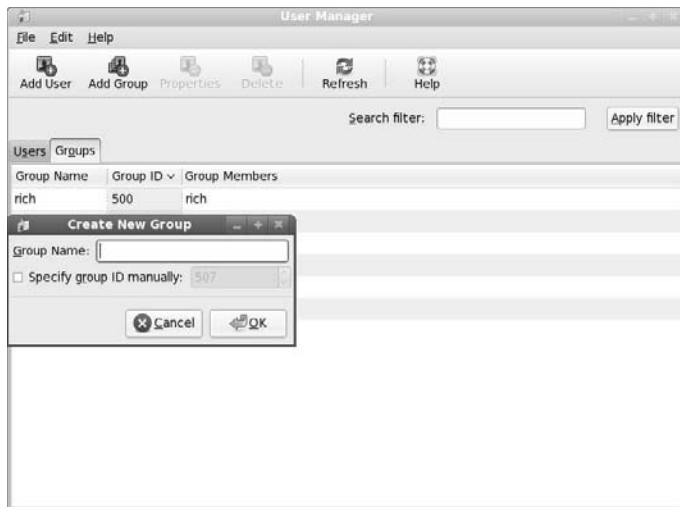 User Manager
File Edit Help
Add User Add Group Properties Delete Refresh Help
Search filter: Apply filter
Users Groups
Group Name Group ID Group Members
rich 500 rich
Create New Group
Group Name:
Specify group ID manually: 507
Cancel OK